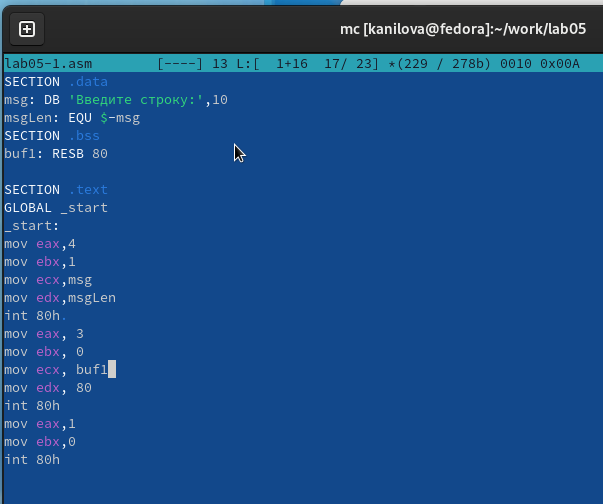 mc [kanilova@fedora]:~/work/lab05
lab05-1.asm [----] 13 L:[ 1+16 17/ 23] *(229 / 278b) 0010 0x00A
SECTION .data
msg: DB 'Введите строку:',10
msgLen: EQU $-msg
SECTION .bss
buf1: RESB 80
SECTION .text
GLOBAL _start
_start:
mov eax,4
mov ebx,1
mov ecx,msg
mov edx,msgLen
int 80h.
mov eax, 3
mov ebx, 0
mov ecx, buf1
mov edx, 80
int 80h
mov eax,1
mov ebx,0
int 80h